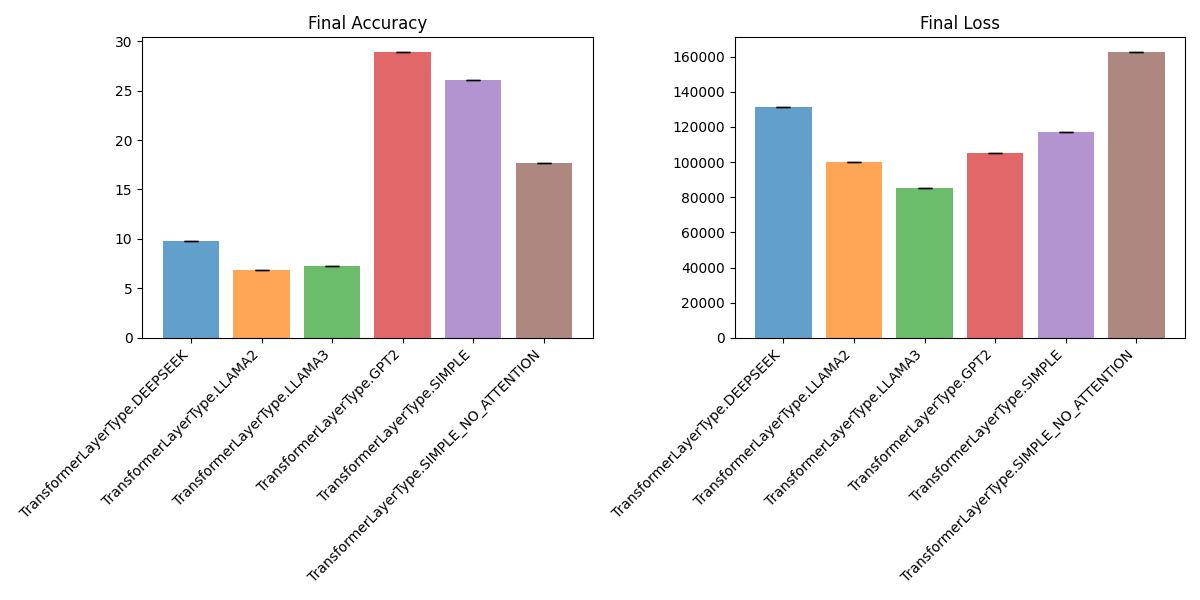 Final Accuracy
30
25
20
15
10
5
0
TransformerLayerType.DEEPSEEK
TransformerLayerType.LLAMA2
TransformerLayerType.LLAMA3
TransformerLayerType.GPT2
TransformerLayerType.SIMPLE
TransformerLayerType.SIMPLE_NO_ATTENTION
Final Loss
160000
140000
120000
100000
80000
60000
40000
20000
0
TransformerLayerType.DEEPSEEK
TransformerLayerType.LLAMA2
TransformerLayerType.LLAMA3
TransformerLayerType.GPT2
TransformerLayerType.SIMPLE
TransformerLayerType.SIMPLE_NO_ATTENTION